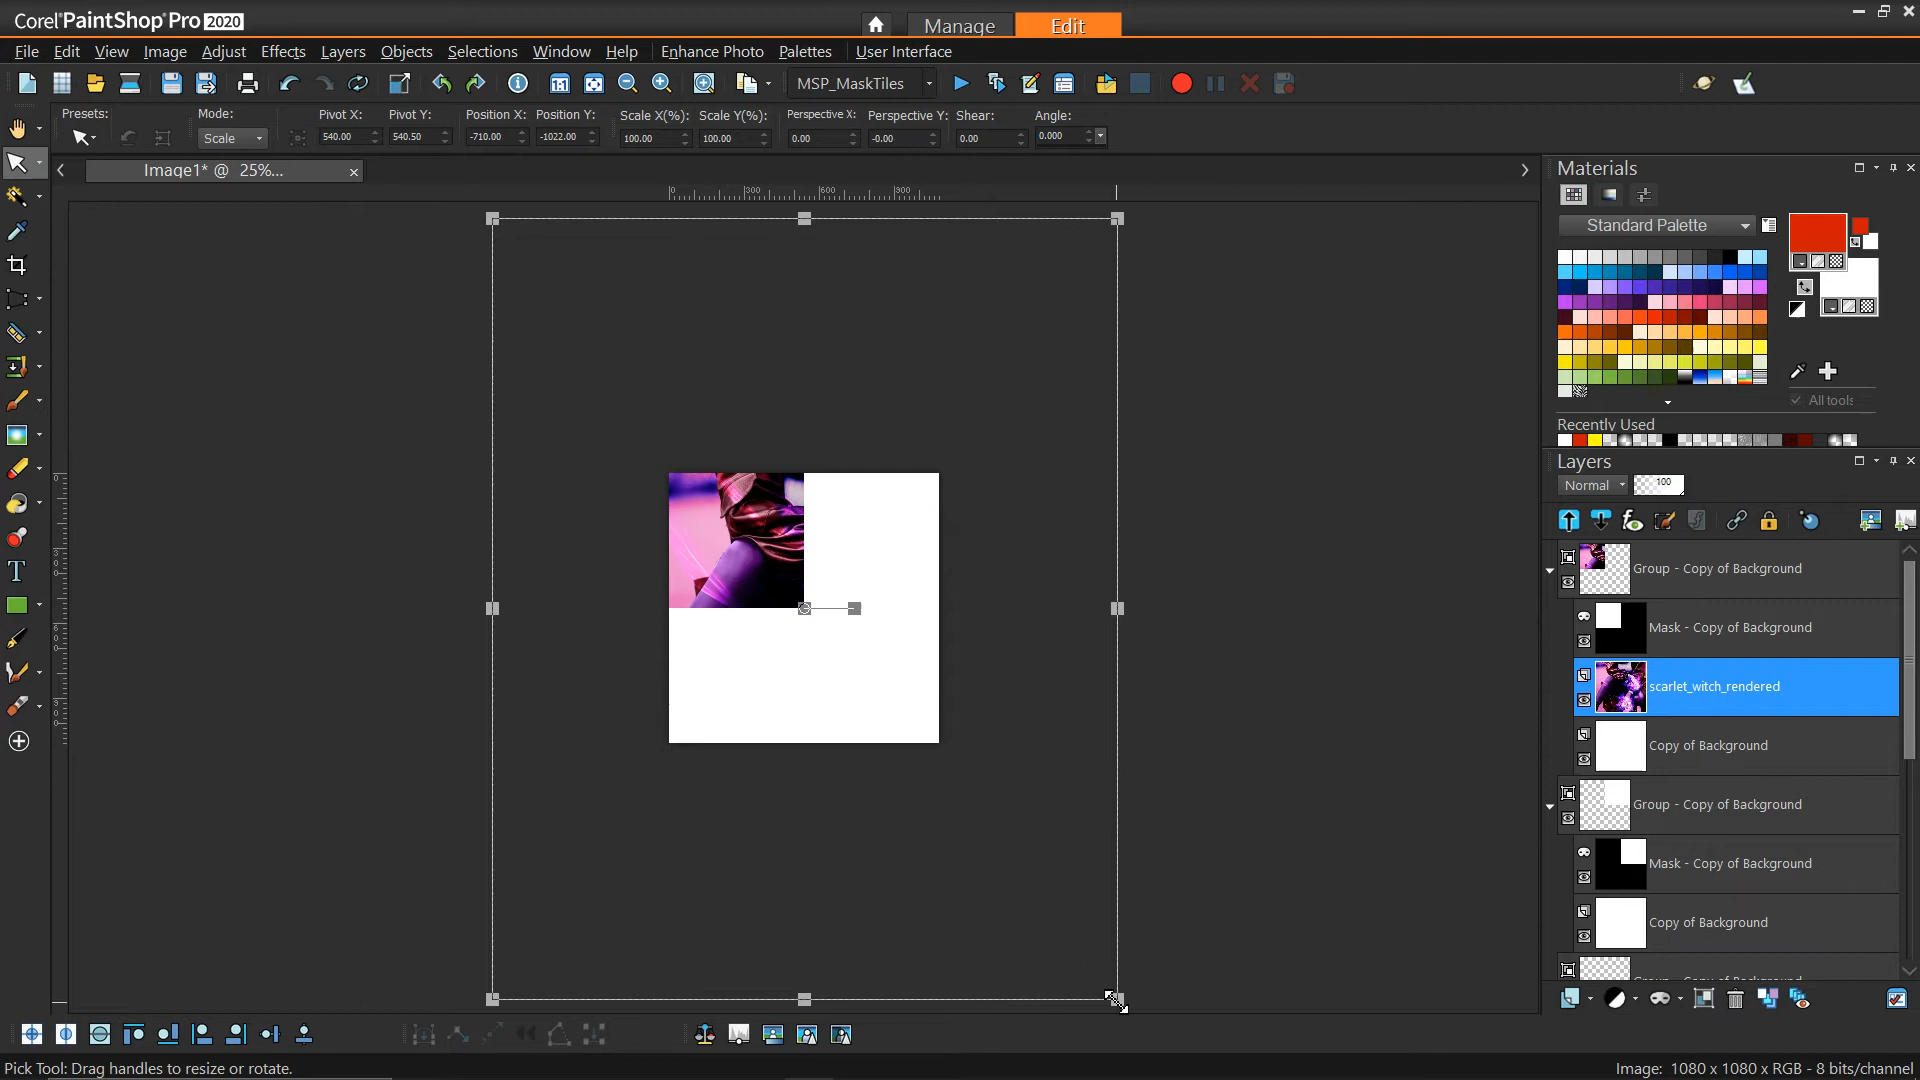 Corel PaintShop Pro 2020
Manage
Edit
File Edit View Image Adjust Effects Layers Objects Selections Window Help Enhance Photo Palettes User Interface
MSP_MaskTiles
Presets:
Mode:
Pivot X:
Pivot Y:
Position X:
Position Y:
Scale X(%):
Scale Y(%):
Perspective X:
Perspective Y:
Shear:
Angle:
Scale
540.00
540.50
-710.00
-1022.00
100.00
100.00
0.00
-0.00
0.00
0.000
Image1* @ 25%...
0 300 600 900
Materials
Standard Palette
All tools
Recently Used
Layers
Normal
100
Group - Copy of Background
Mask - Copy of Background
scarlet_witch_rendered
Copy of Background
Group - Copy of Background
Mask - Copy of Background
Copy of Background
Pick Tool: Drag handles to resize or rotate.
Image: 1080 x 1080 x RGB - 8 bits/channel